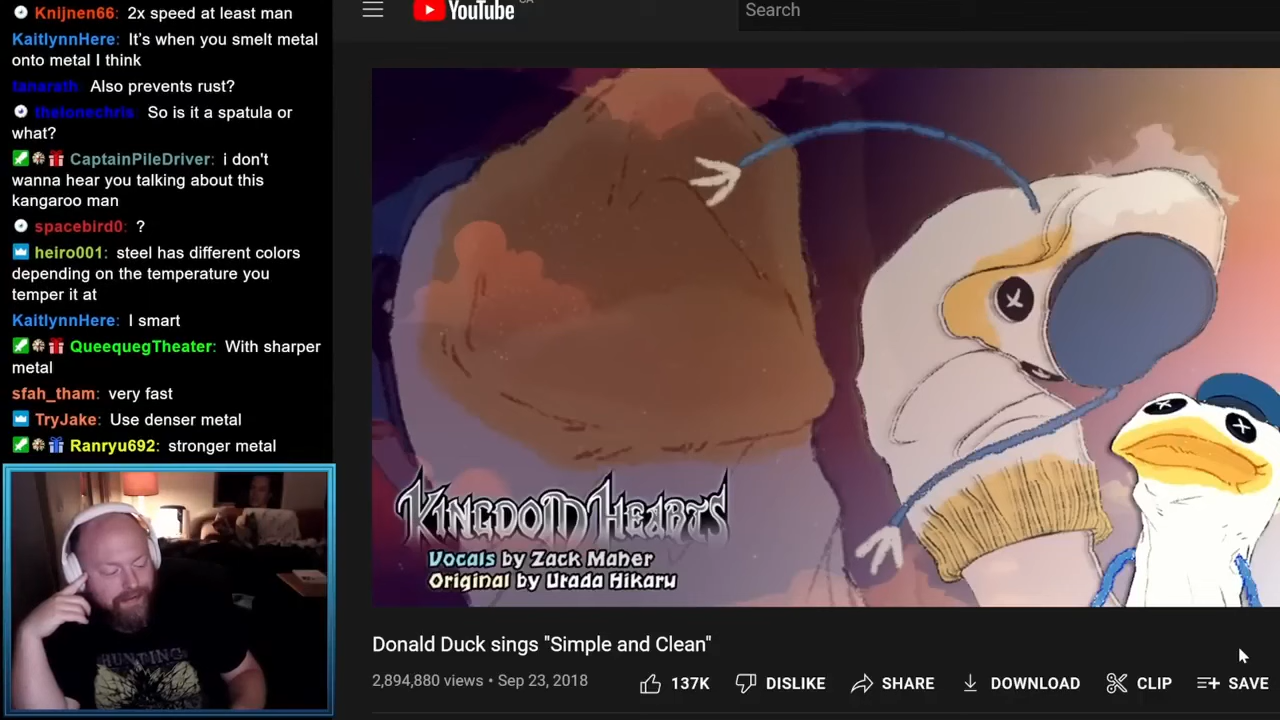 Knijnen66: 2x speed at least man
KaitlynnHere: It's when you smelt metal
onto metal I think
tanarath: Also prevents rust?
thelonechris: So is it a spatula or
what?
CaptainPileDriver: i don't
wanna hear you talking about this
kangaroo man
spacebird0: ?
heiro001: steel has different colors
depending on the temperature you
temper it at
KaitlynnHere: I smart
QueequegTheater: With sharper
metal
sfah_tham: very fast
TryJake: Use denser metal
Ranryu692: stronger metal
HUNTING
YouTube
Search
KINGDOM HEARTS
Vocals by Zack Maher
Original by Utada Hikaru
Donald Duck sings "Simple and Clean"
2,894,880 views • Sep 23, 2018
137K
DISLIKE
SHARE
DOWNLOAD
CLIP
SAVE